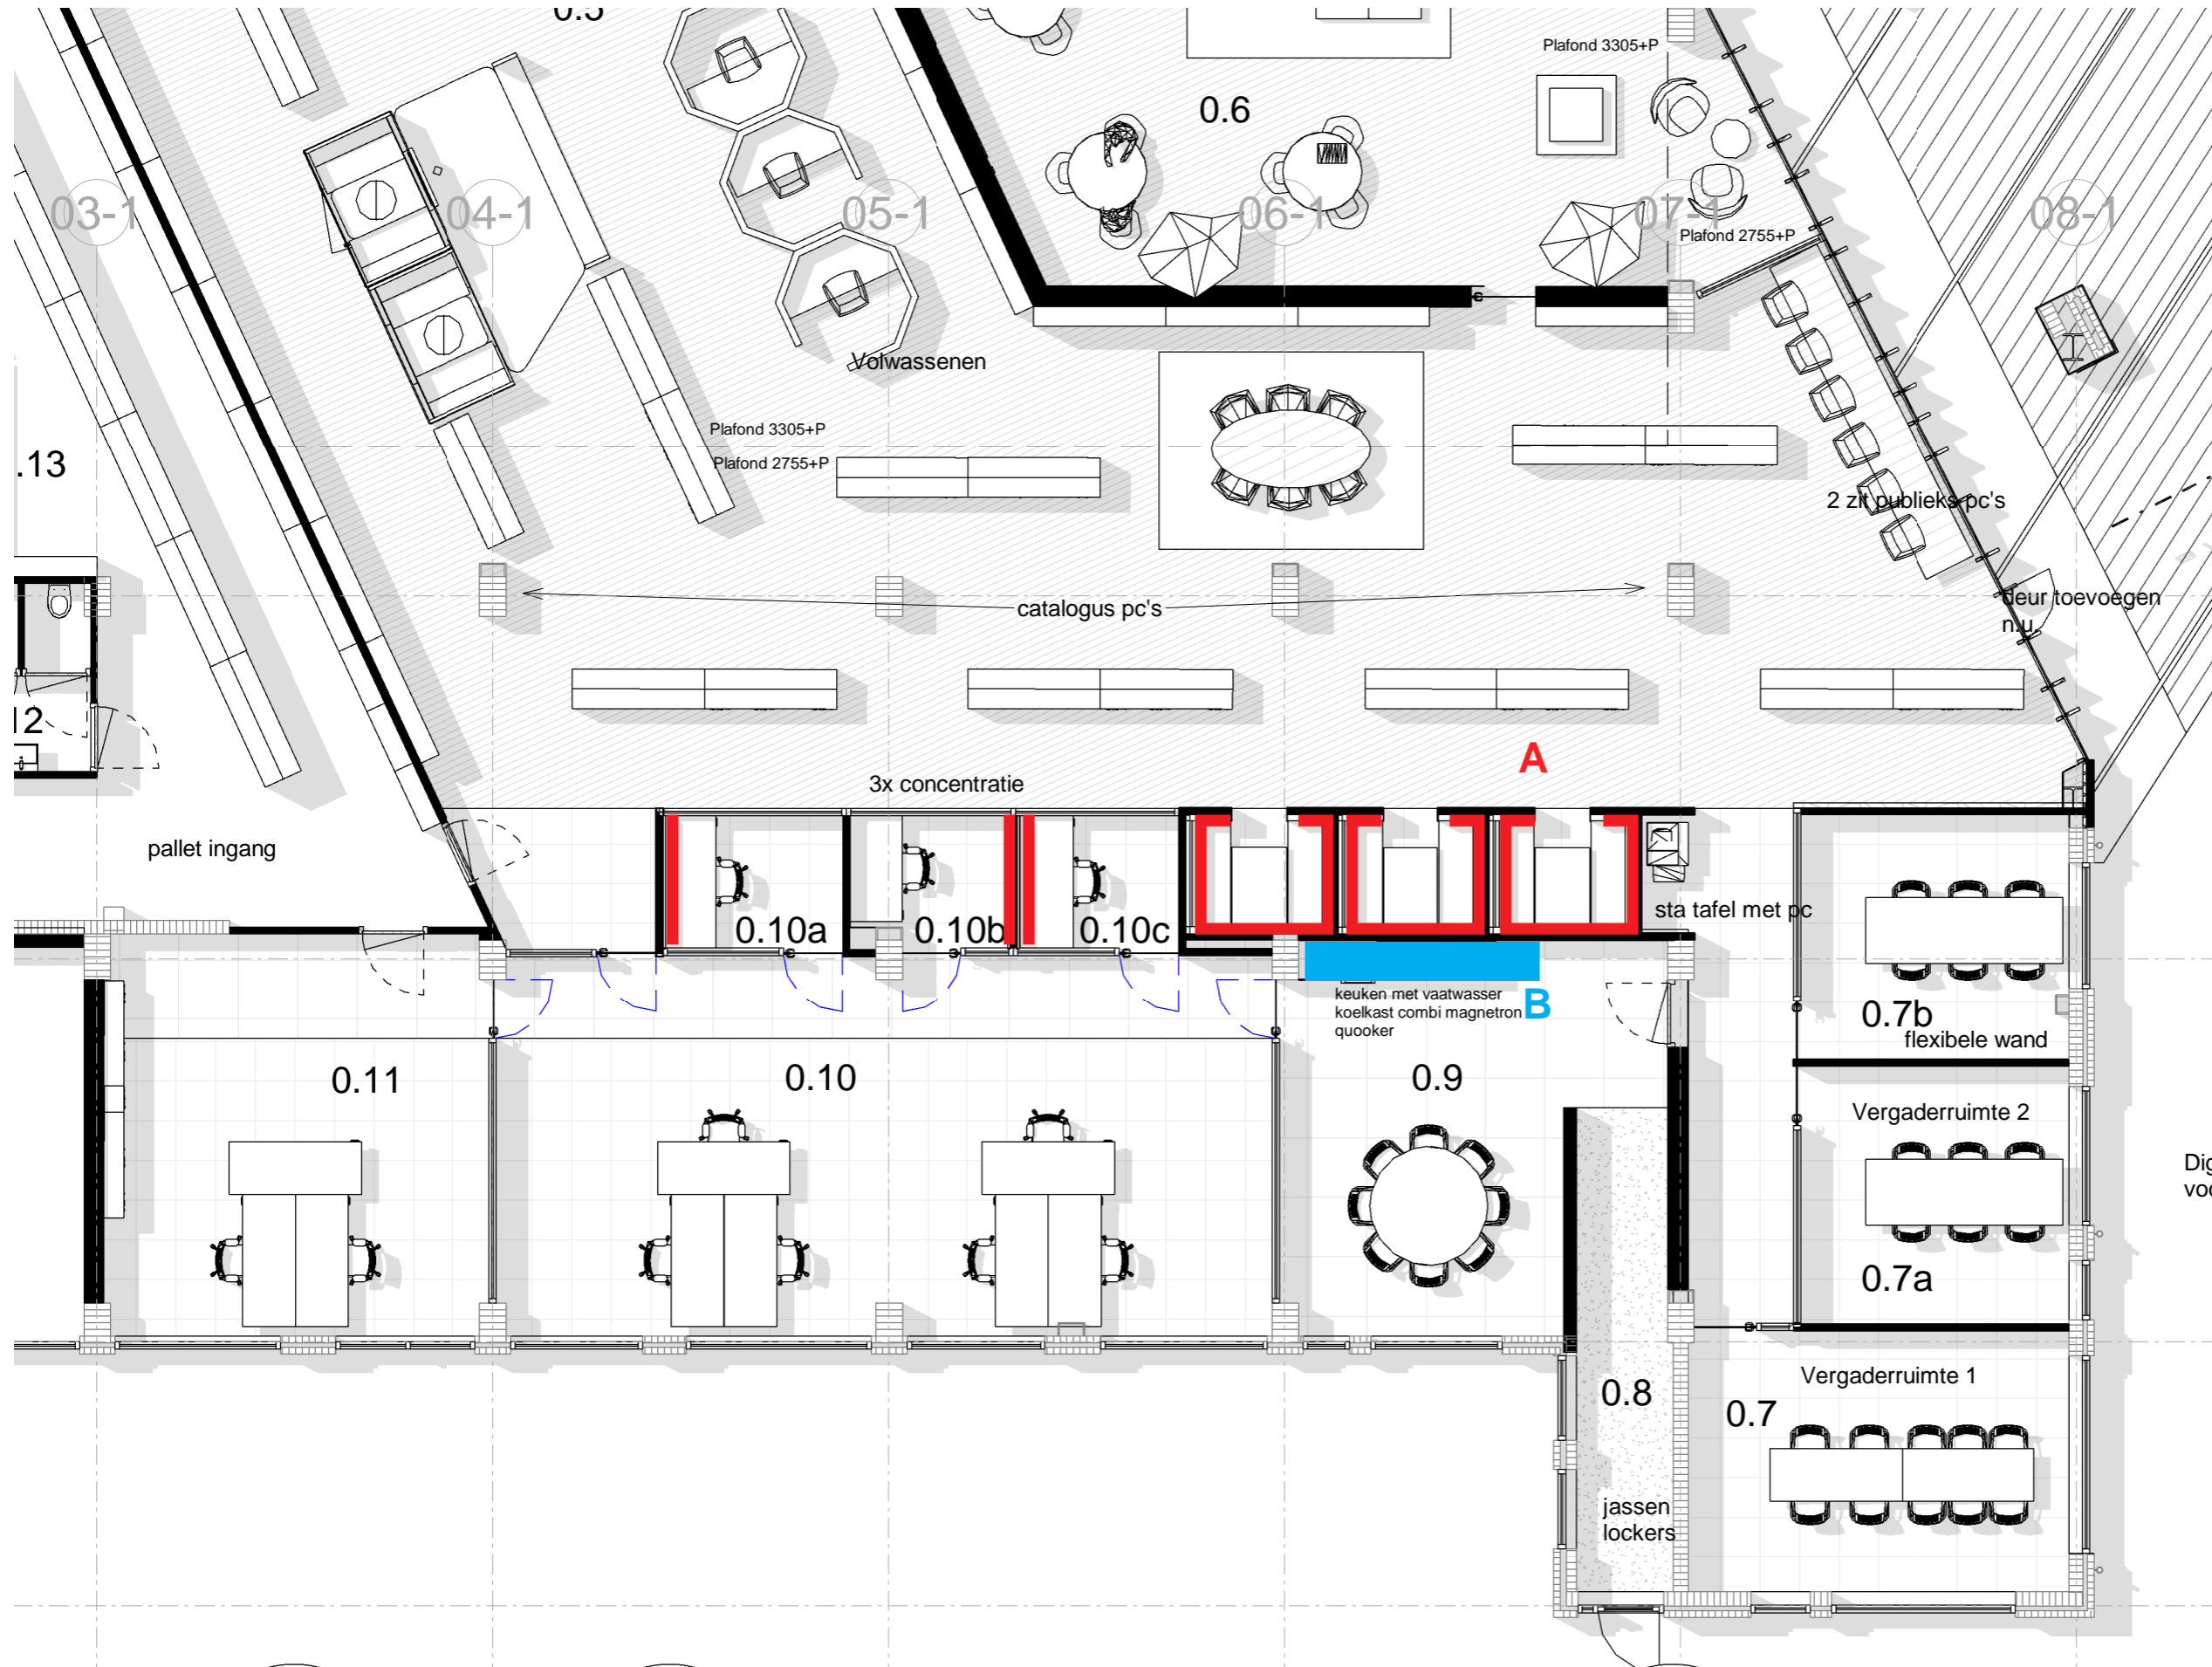 0.5
Plafond 3305+P
0.6
03-1
04-1
05-1
06-1
07-1
08-1
Plafond 2755+P
Volwassenen
Plafond 3305+P
Plafond 2755+P
.13
2 zit publieks-pc's
catalogus pc's
deur toevoegen
n.u.
12
A
3x concentratie
pallet ingang
sta tafel met pc
0.10a
0.10b
0.10c
keuken met vaatwasser
koelkast combi magnetron
quooker
B
0.7b
flexibele wand
0.11
0.10
0.9
Vergaderruimte 2
Dig
voo
0.7a
Vergaderruimte 1
0.8
0.7
jassen
lockers